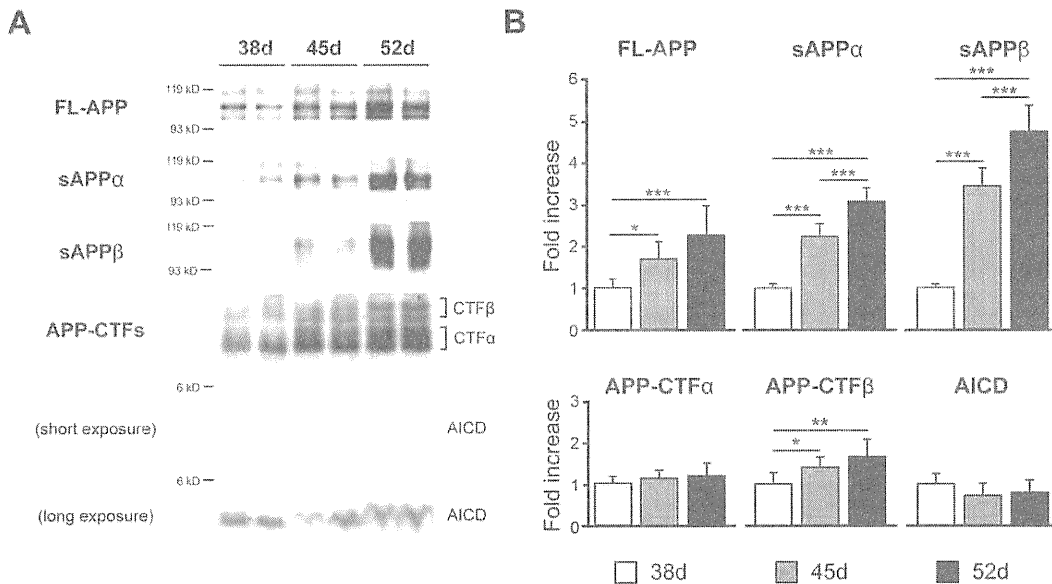 A
38d 45d 52d
FL-APP
119 kD
93 kD
sAPPα
119 kD
93 kD
sAPPβ
119 kD
93 kD
APP-CTFs
CTFβ
CTFα
6 kD
(short exposure)
AICD
6 kD
(long exposure)
AICD
B
FL-APP sAPPα sAPPβ
Fold increase
6
5
4
3
2
1
0
* ***
*** *** ***
*** *** ***
APP-CTFα APP-CTFβ AICD
Fold increase
3
2
1
0
* **
38d 45d 52d